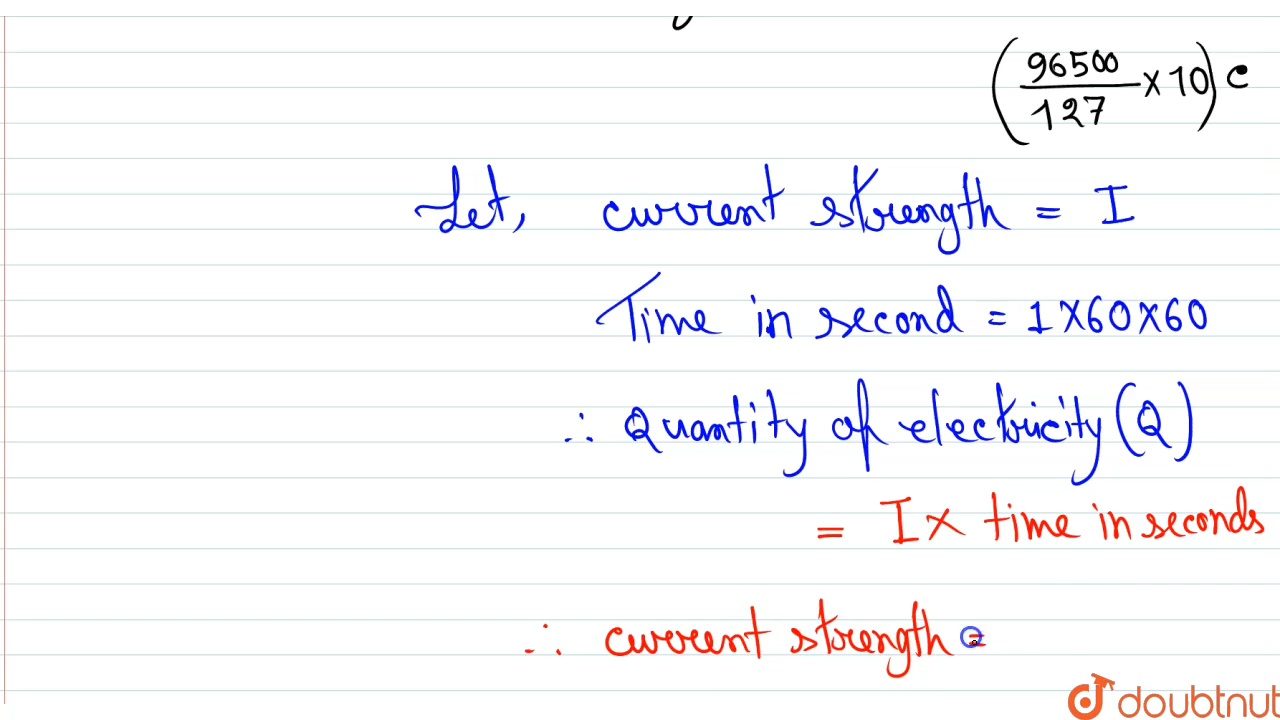 (96500/127 × 10) C
Let, current strength = I
Time in second = 1×60×60
∴ Quantity of electricity (Q)
= I × time in seconds
∴ current strength =
doubtnut